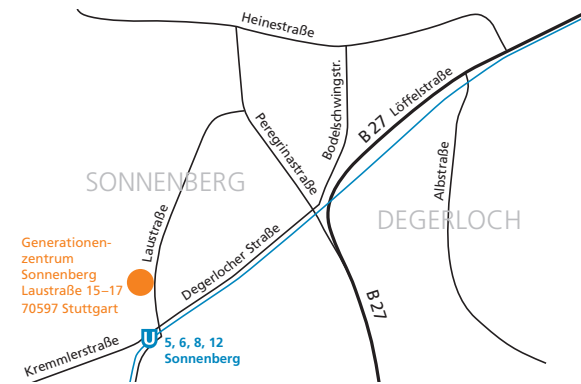 Heinestraße
Bodelschwingstr.
Peregrinastraße
B 27
Löffelstraße
Albstraße
SONNENBERG
DEGERLOCH
Laustraße
Degerlocher Straße
Generationen-
zentrum
Sonnenberg
Laustraße 15–17
70597 Stuttgart
B 27
U
5, 6, 8, 12
Sonnenberg
Kremmlerstraße